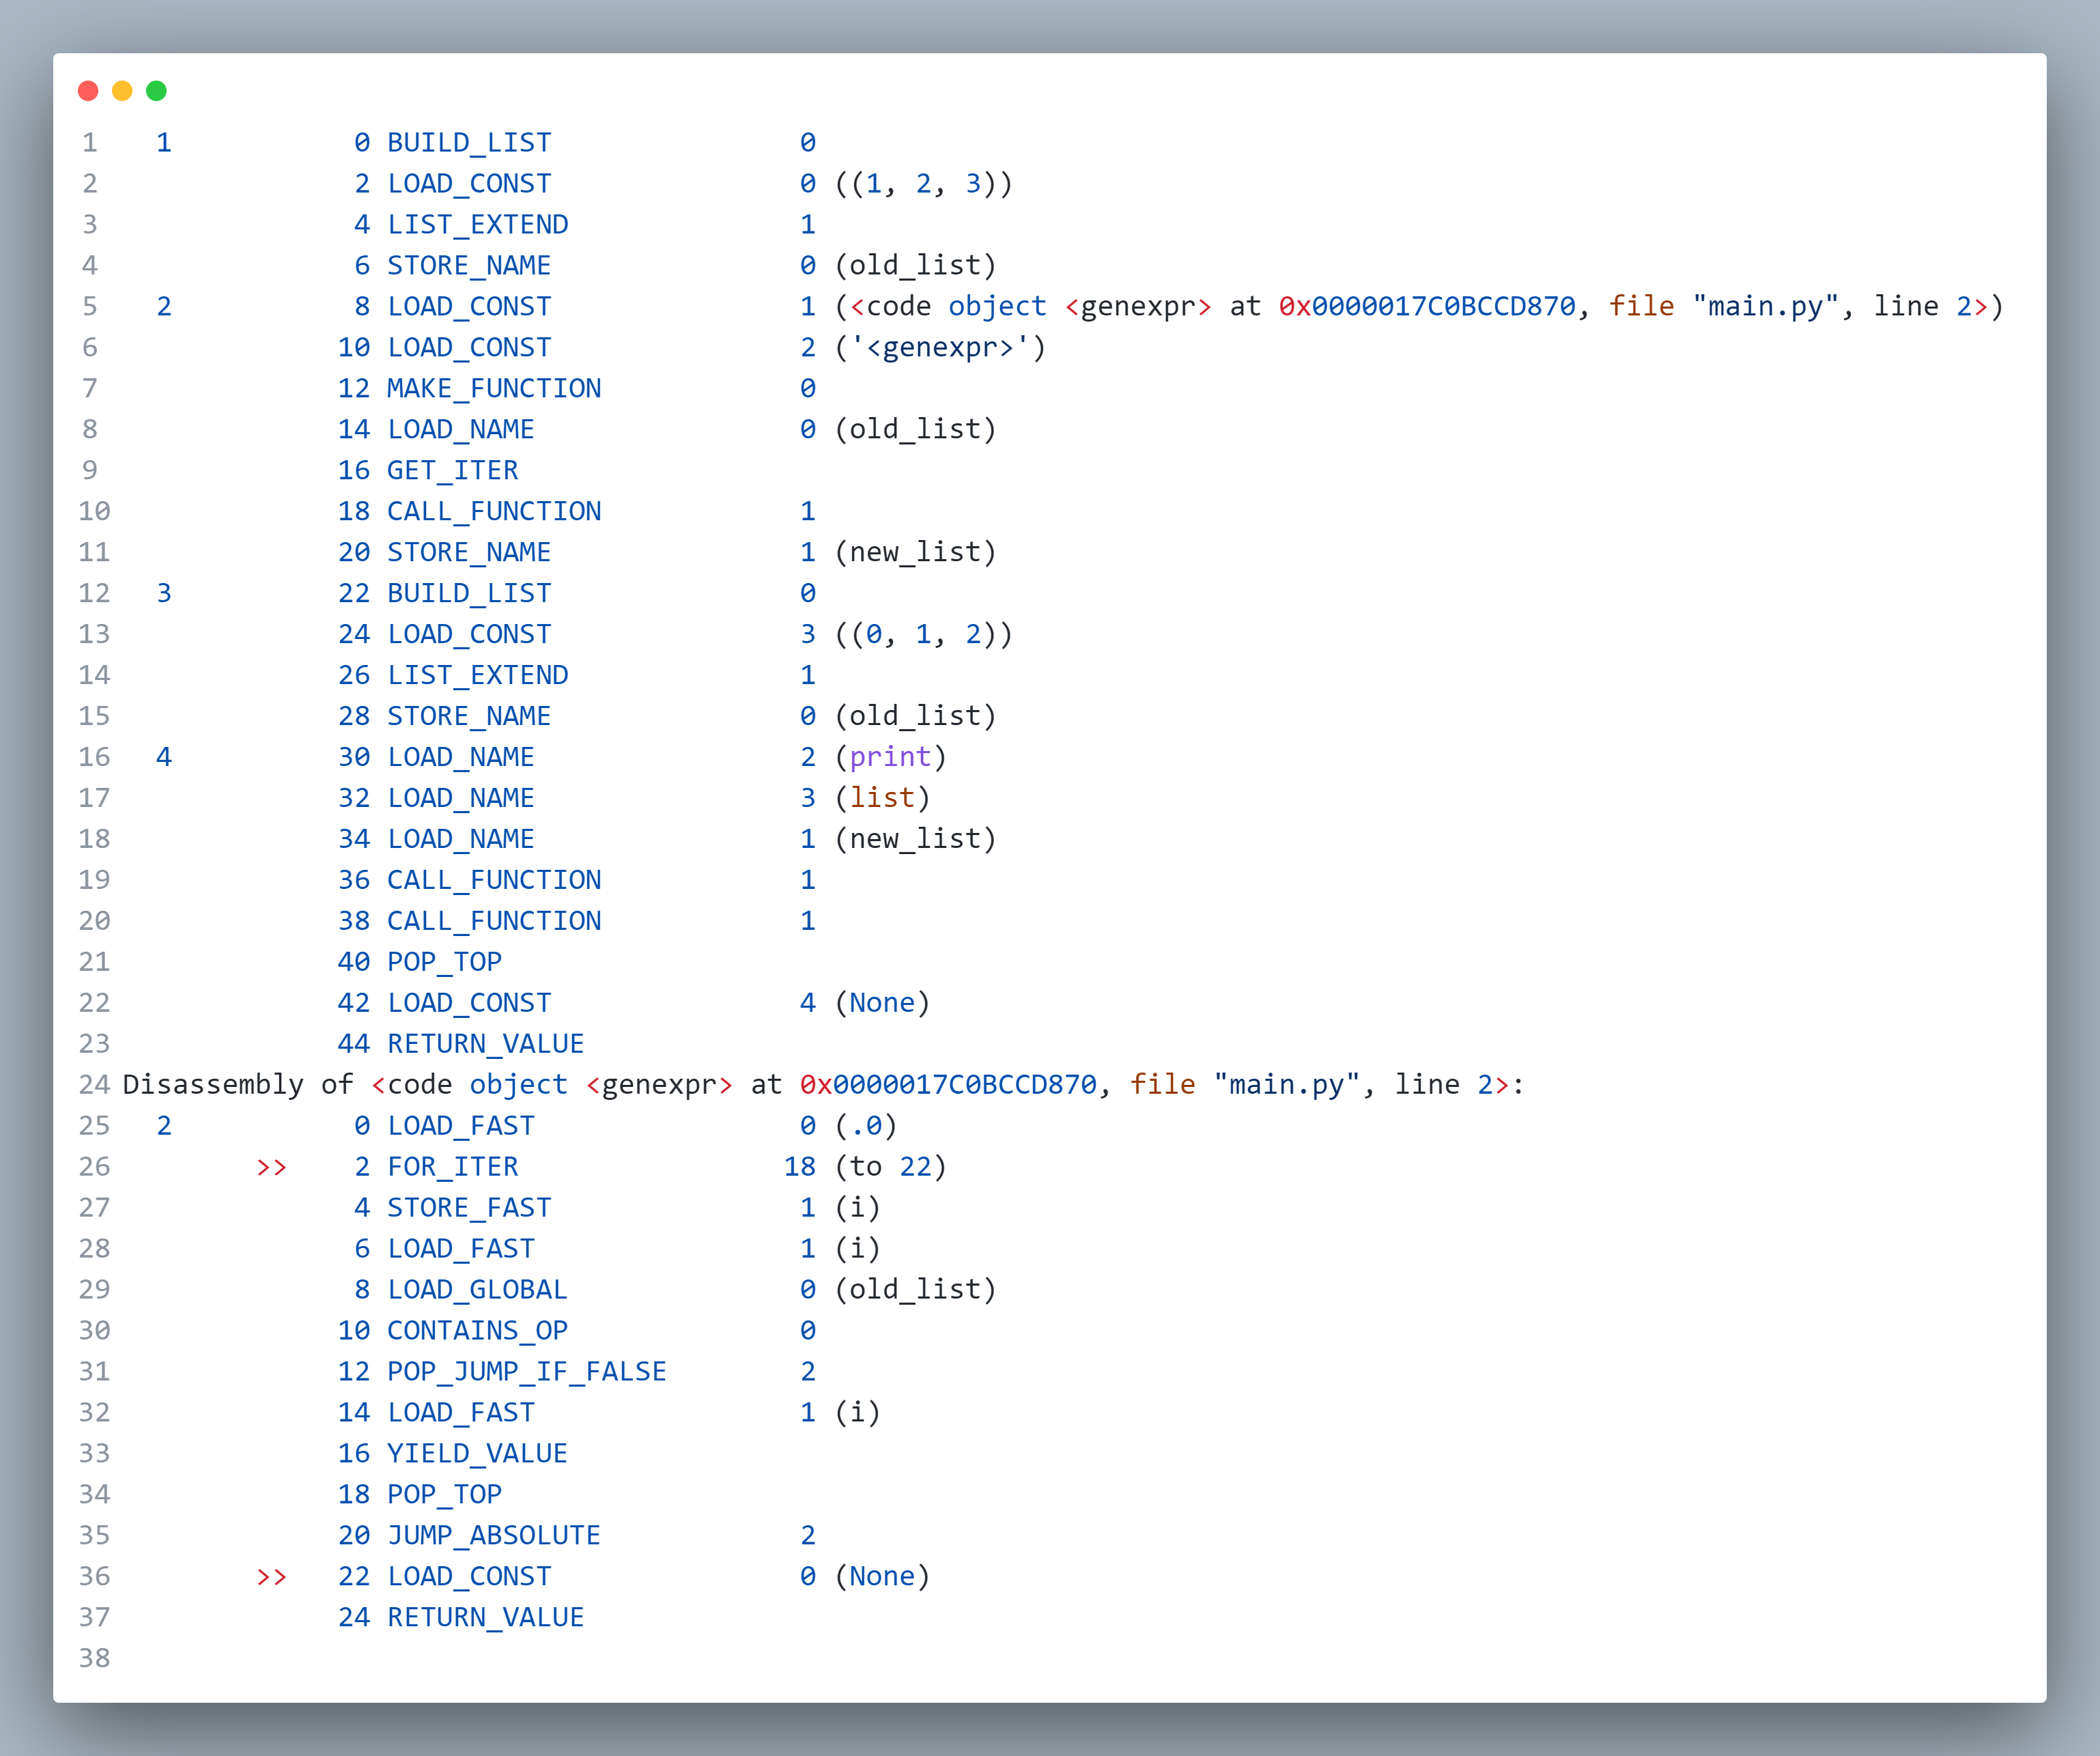 1   1           0 BUILD_LIST               0
2               2 LOAD_CONST               0 ((1, 2, 3))
3               4 LIST_EXTEND              1
4               6 STORE_NAME               0 (old_list)
5   2           8 LOAD_CONST               1 (<code object <genexpr> at 0x0000017C0BCCD870, file "main.py", line 2>)
6              10 LOAD_CONST               2 ('<genexpr>')
7              12 MAKE_FUNCTION            0
8              14 LOAD_NAME                0 (old_list)
9              16 GET_ITER
10             18 CALL_FUNCTION            1
11             20 STORE_NAME               1 (new_list)
12  3          22 BUILD_LIST               0
13             24 LOAD_CONST               3 ((0, 1, 2))
14             26 LIST_EXTEND              1
15             28 STORE_NAME               0 (old_list)
16  4          30 LOAD_NAME                2 (print)
17             32 LOAD_NAME                3 (list)
18             34 LOAD_NAME                1 (new_list)
19             36 CALL_FUNCTION            1
20             38 CALL_FUNCTION            1
21             40 POP_TOP
22             42 LOAD_CONST               4 (None)
23             44 RETURN_VALUE
24 Disassembly of <code object <genexpr> at 0x0000017C0BCCD870, file "main.py", line 2>:
25  2           0 LOAD_FAST                0 (.0)
26        >>    2 FOR_ITER                18 (to 22)
27              4 STORE_FAST               1 (i)
28              6 LOAD_FAST                1 (i)
29              8 LOAD_GLOBAL              0 (old_list)
30             10 CONTAINS_OP              0
31             12 POP_JUMP_IF_FALSE        2
32             14 LOAD_FAST                1 (i)
33             16 YIELD_VALUE
34             18 POP_TOP
35             20 JUMP_ABSOLUTE            2
36        >>   22 LOAD_CONST               0 (None)
37             24 RETURN_VALUE
38